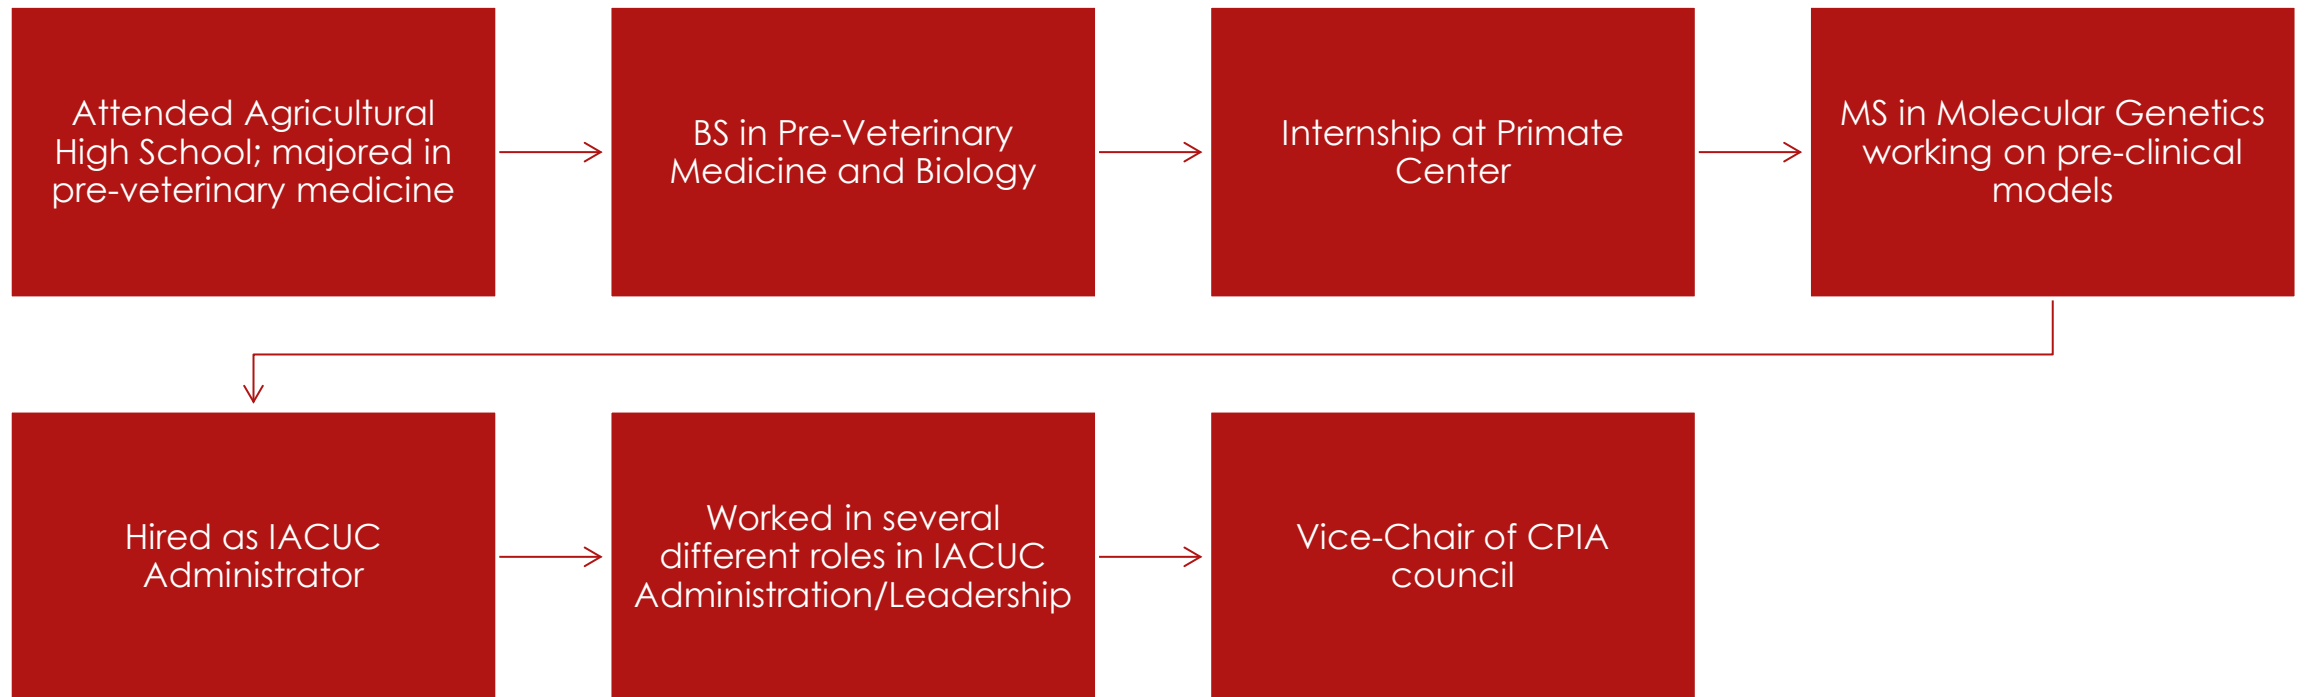 Attended Agricultural
High School; majored in
pre-veterinary medicine
BS in Pre-Veterinary
Medicine and Biology
Internship at Primate
Center
MS in Molecular Genetics
working on pre-clinical
models
Hired as IACUC
Administrator
Worked in several
different roles in IACUC
Administration/Leadership
Vice-Chair of CPIA
council